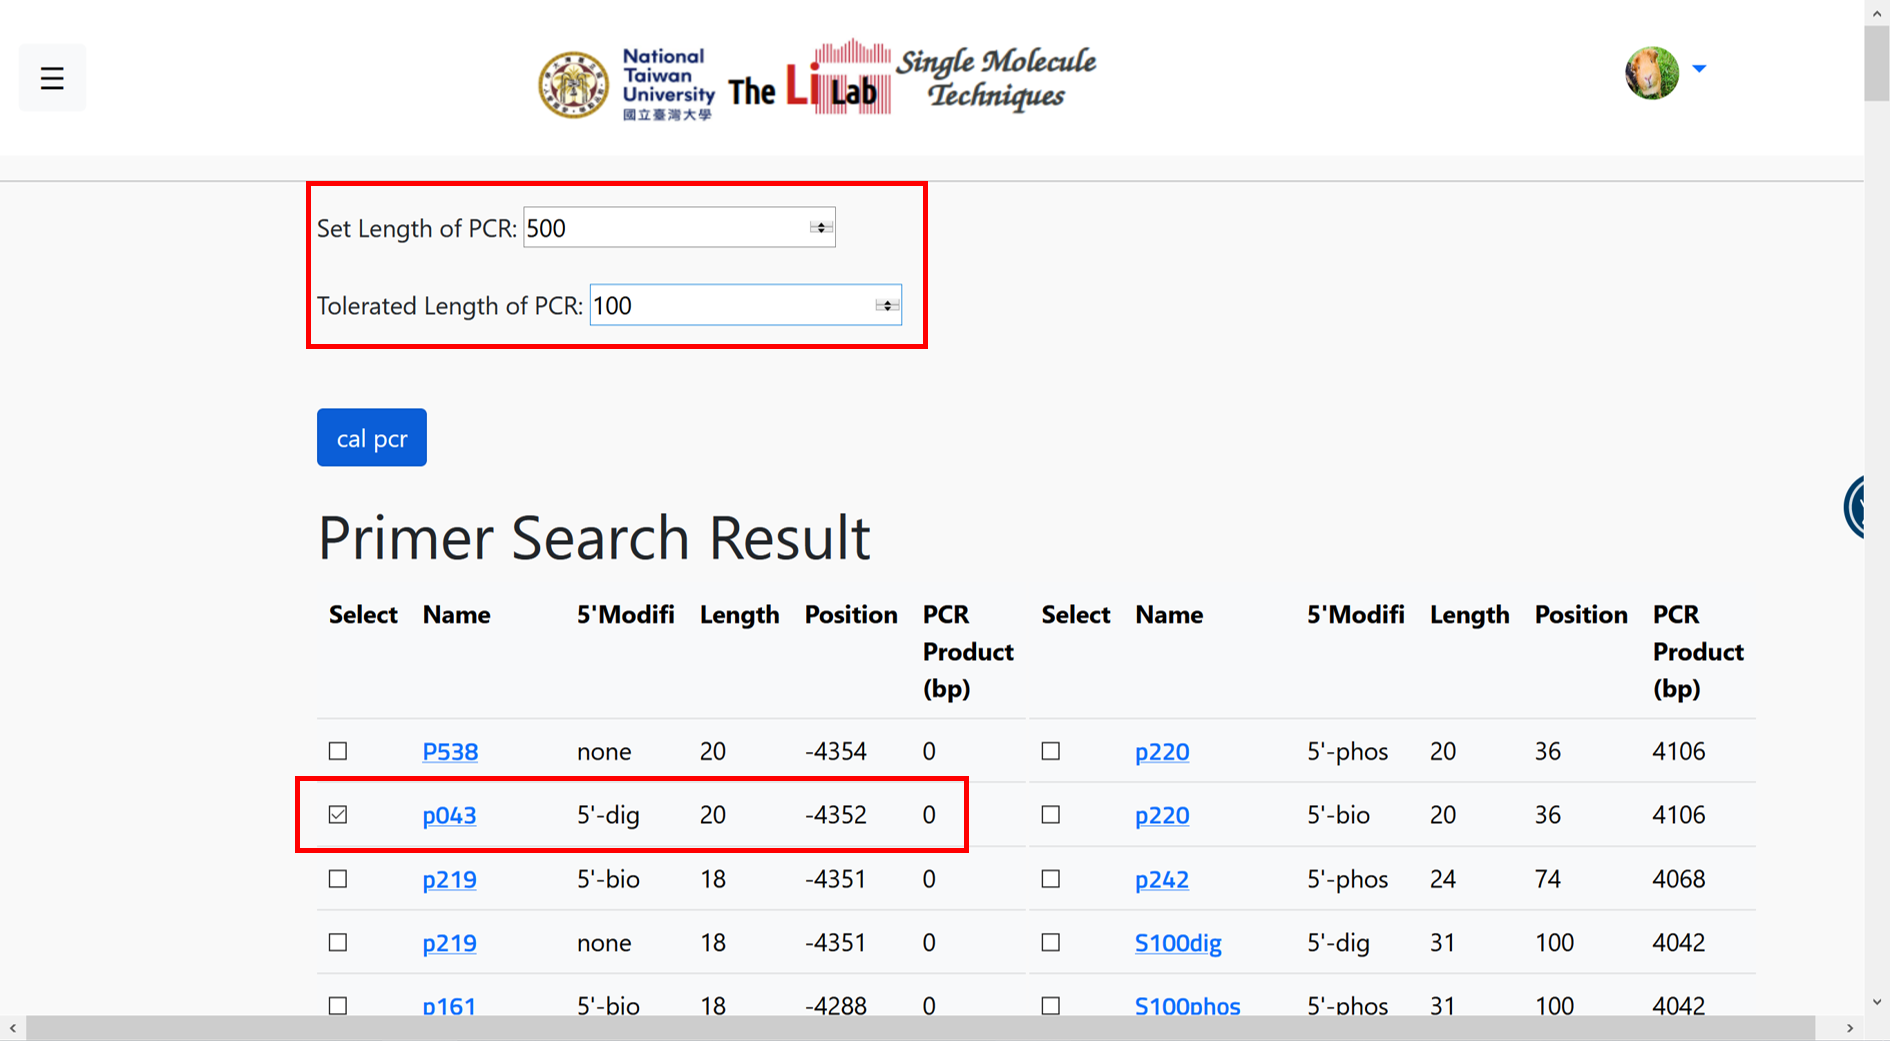 ☰
National
Taiwan
University
國立臺灣大學
The Li Lab
Single Molecule
Techniques
Set Length of PCR: 500
Tolerated Length of PCR: 100
cal pcr
Primer Search Result
Select Name 5'Modifi Length Position PCR Product (bp) Select Name 5'Modifi Length Position PCR Product (bp)
P538 none 20 -4354 0 p220 5'-phos 20 36 4106
p043 5'-dig 20 -4352 0 p220 5'-bio 20 36 4106
p219 5'-bio 18 -4351 0 p242 5'-phos 24 74 4068
p219 none 18 -4351 0 S100dig 5'-dig 31 100 4042
p161 5'-bio 18 -4288 0 S100phos 5'-phos 31 100 4042